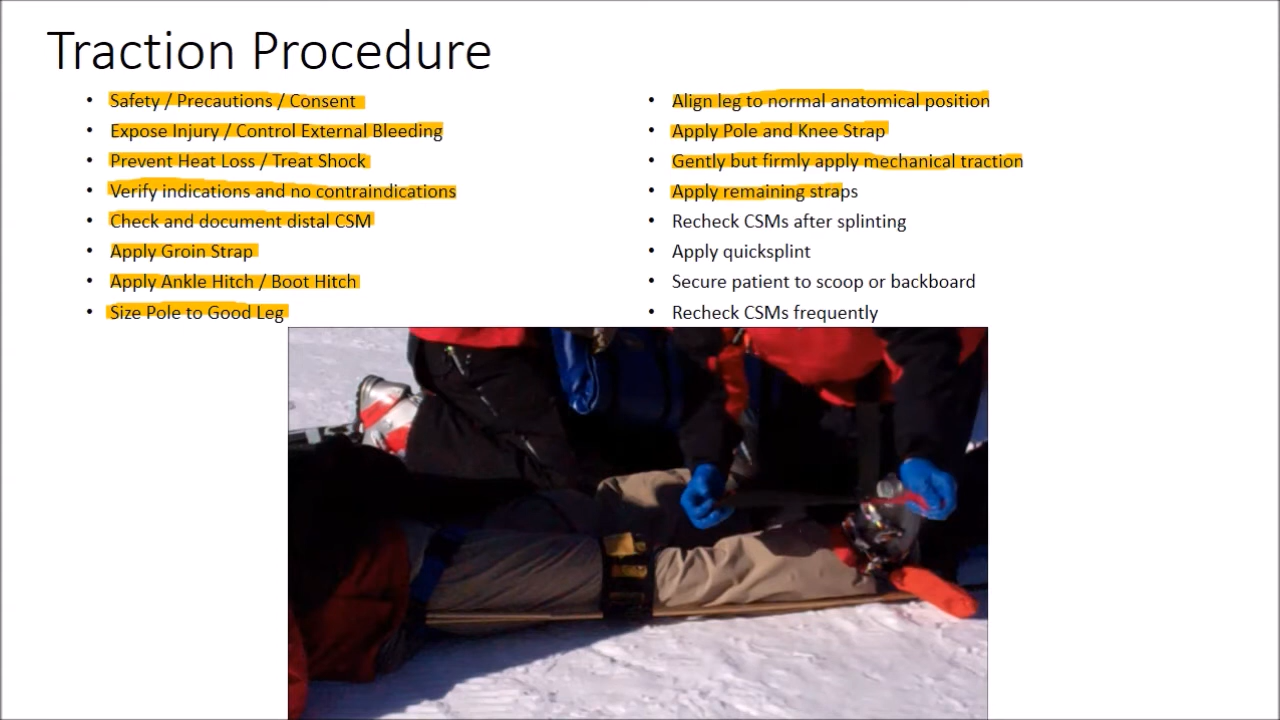 Traction Procedure
• Safety / Precautions / Consent
• Expose Injury / Control External Bleeding
• Prevent Heat Loss / Treat Shock
• Verify indications and no contraindications
• Check and document distal CSM
• Apply Groin Strap
• Apply Ankle Hitch / Boot Hitch
• Size Pole to Good Leg
• Align leg to normal anatomical position
• Apply Pole and Knee Strap
• Gently but firmly apply mechanical traction
• Apply remaining straps
• Recheck CSMs after splinting
• Apply quicksplint
• Secure patient to scoop or backboard
• Recheck CSMs frequently